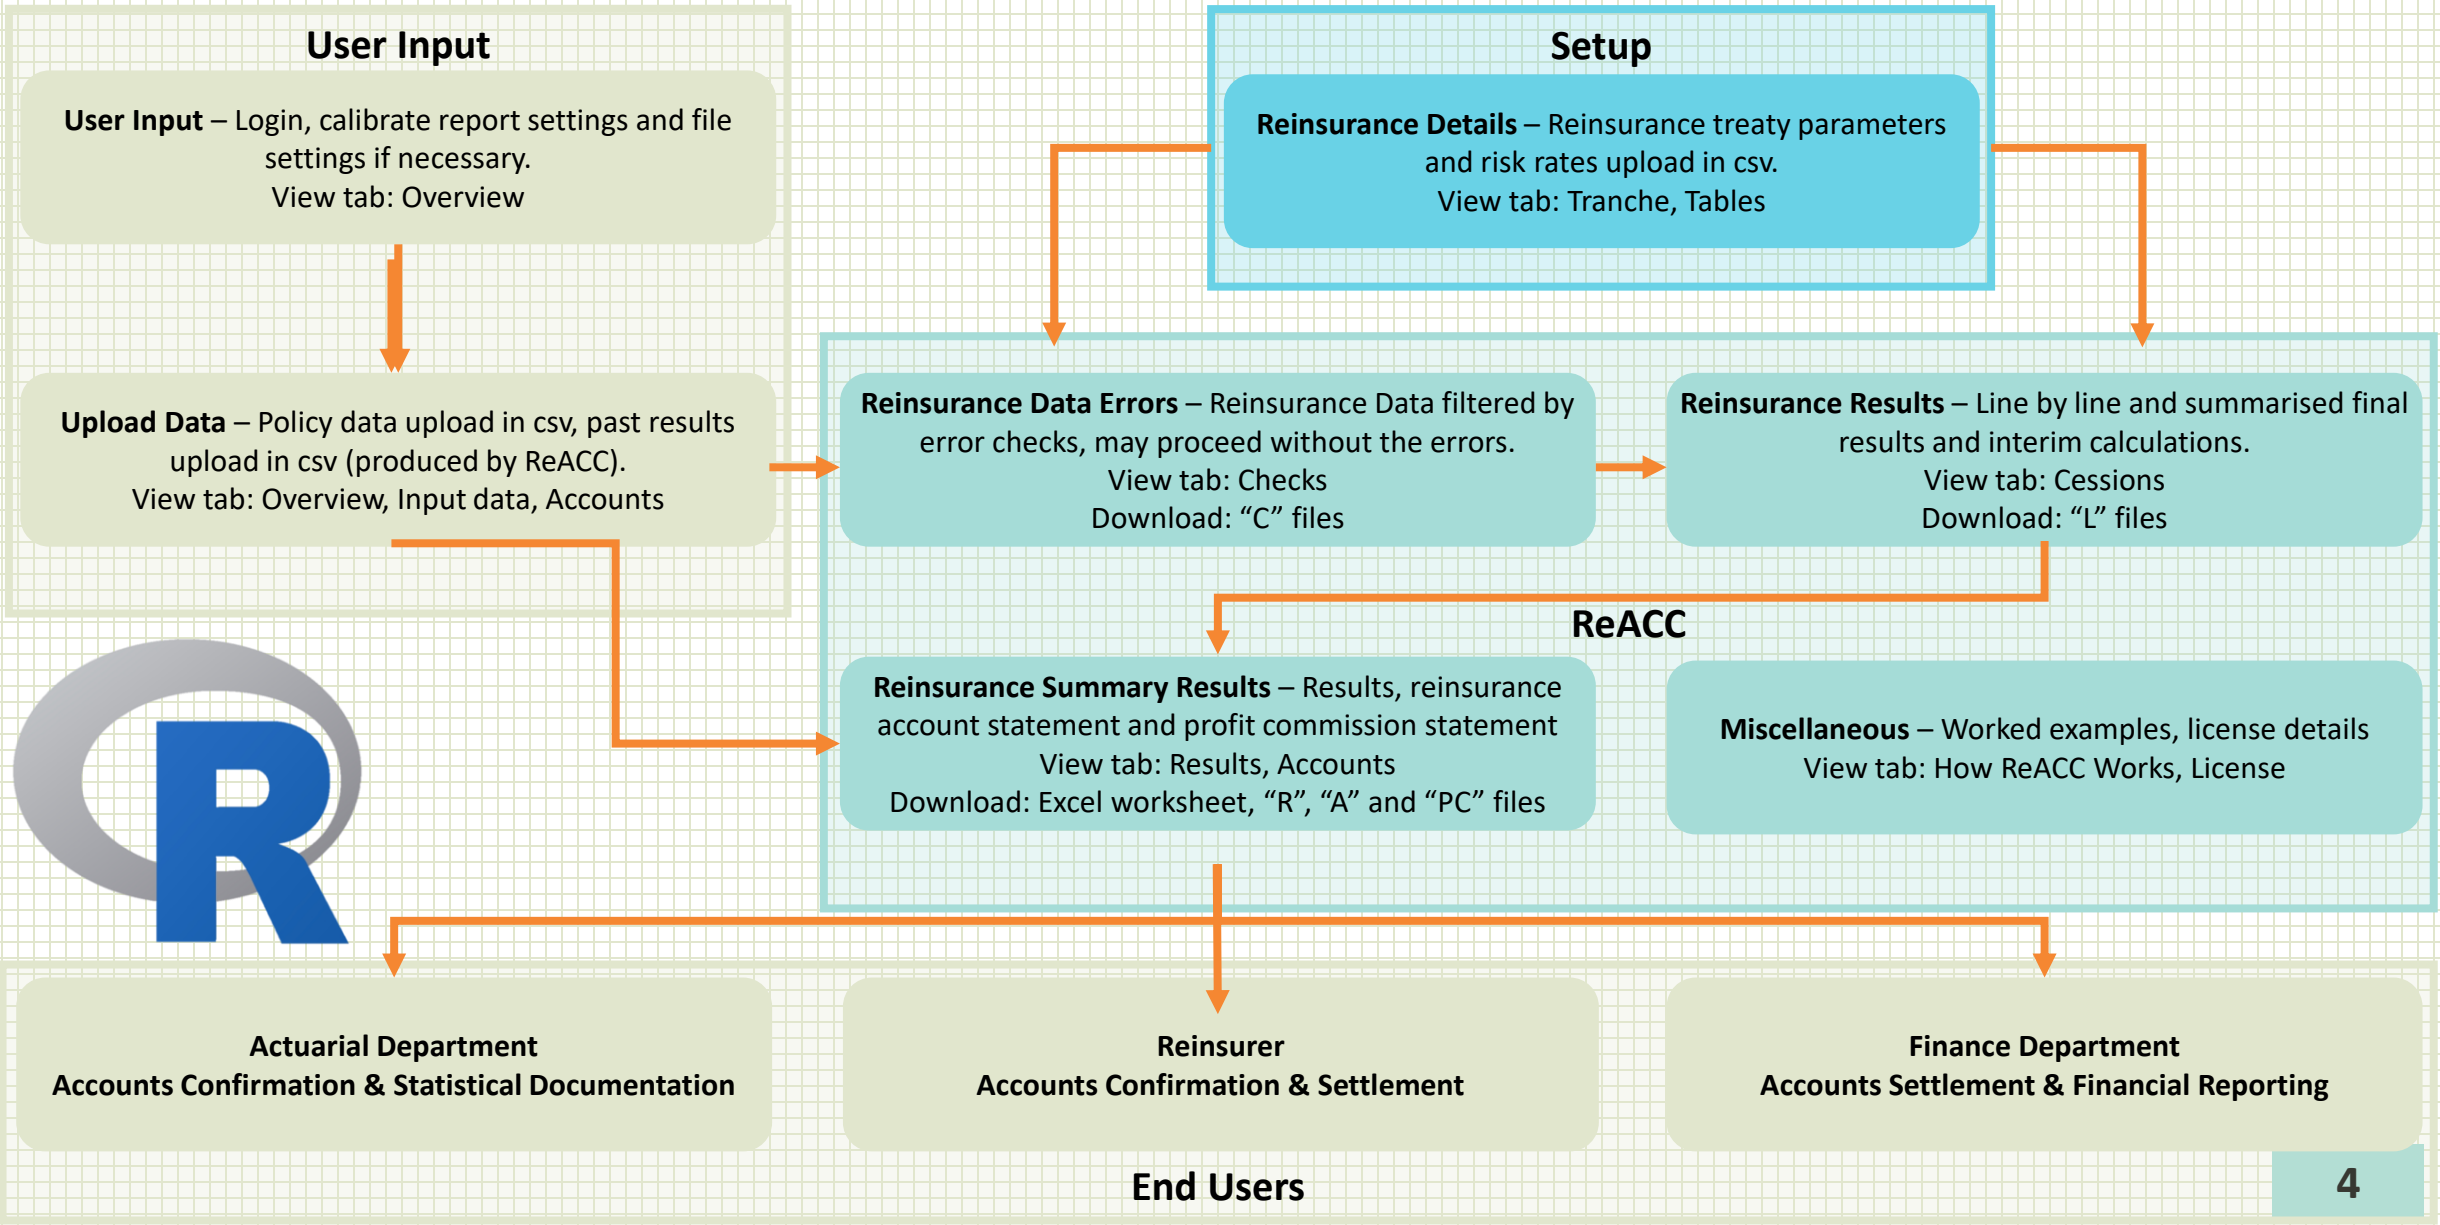 User Input
User Input – Login, calibrate report settings and file
settings if necessary.
View tab: Overview
Upload Data – Policy data upload in csv, past results
upload in csv (produced by ReACC).
View tab: Overview, Input data, Accounts
Setup
Reinsurance Details – Reinsurance treaty parameters
and risk rates upload in csv.
View tab: Tranche, Tables
Reinsurance Data Errors – Reinsurance Data filtered by
error checks, may proceed without the errors.
View tab: Checks
Download: “C” files
Reinsurance Results – Line by line and summarised final
results and interim calculations.
View tab: Cessions
Download: “L” files
ReACC
Reinsurance Summary Results – Results, reinsurance
account statement and profit commission statement
View tab: Results, Accounts
Download: Excel worksheet, “R”, “A” and “PC” files
Miscellaneous – Worked examples, license details
View tab: How ReACC Works, License
R
Actuarial Department
Accounts Confirmation & Statistical Documentation
Reinsurer
Accounts Confirmation & Settlement
Finance Department
Accounts Settlement & Financial Reporting
End Users
4